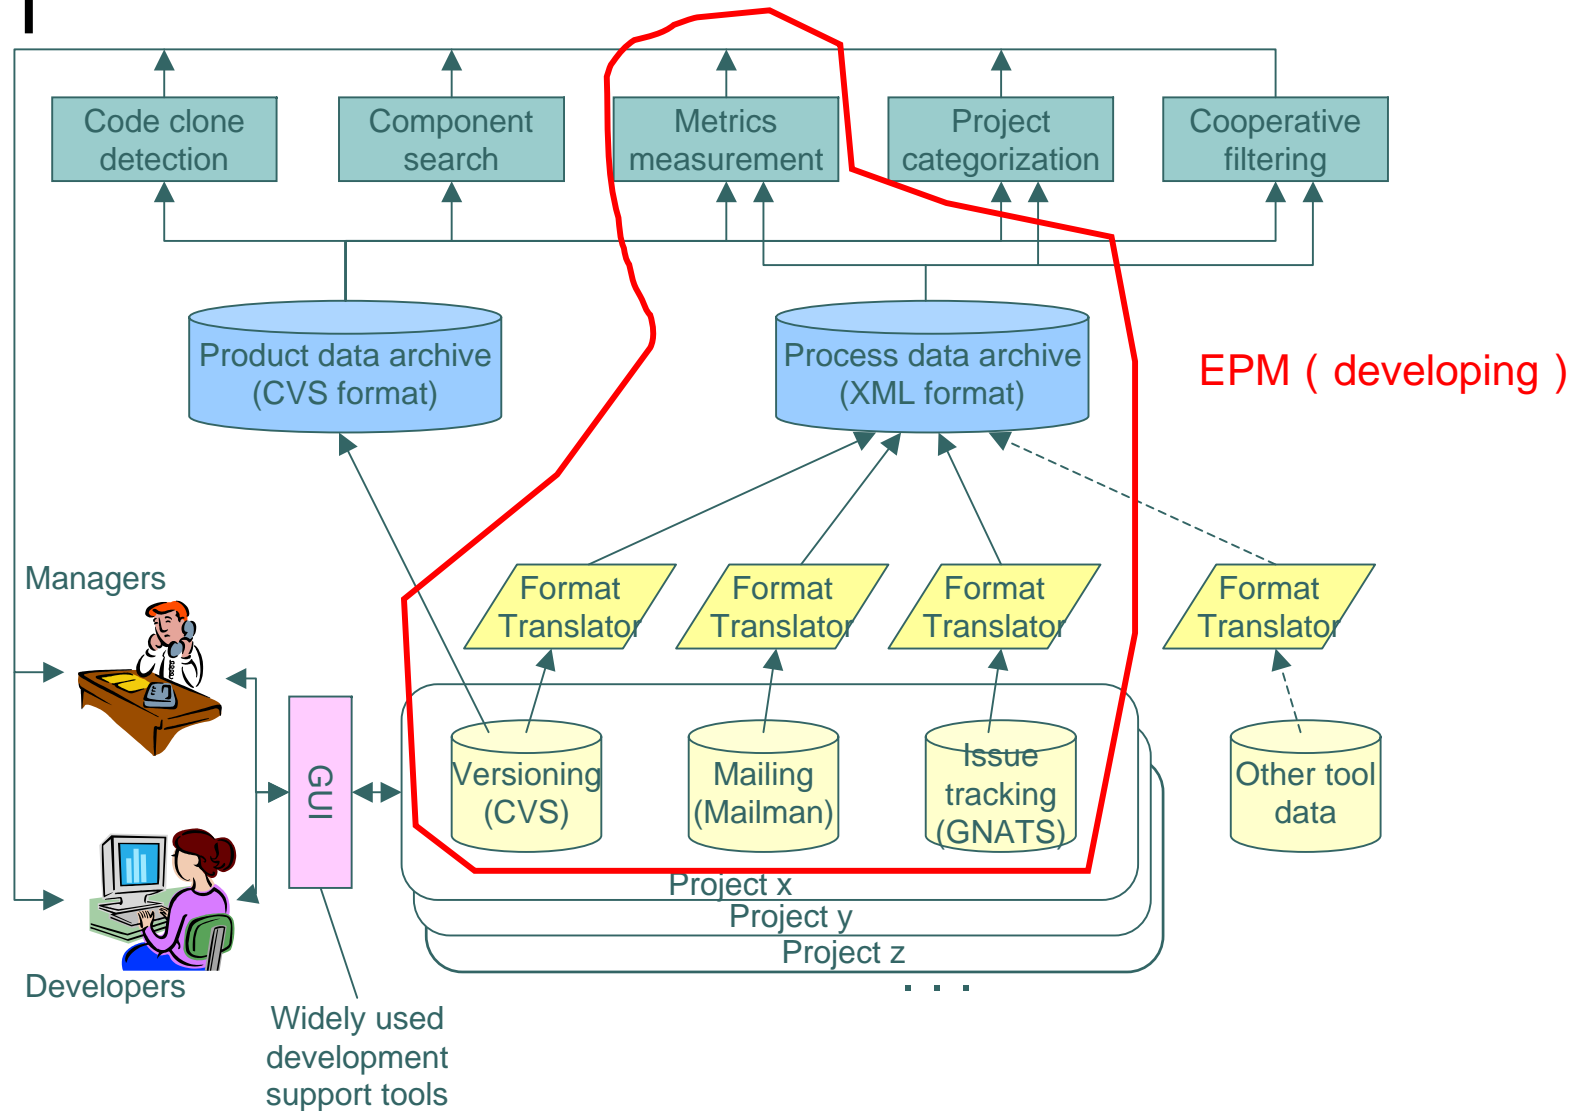 Code clone
detection
Component
search
Metrics
measurement
Project
categorization
Cooperative
filtering
Product data archive
(CVS format)
Process data archive
(XML format)
EPM ( developing )
Managers
Format
Translator
Format
Translator
Format
Translator
Format
Translator
GUI
Versioning
(CVS)
Mailing
(Mailman)
Issue
tracking
(GNATS)
Other tool
data
Project x
Project y
Project z
. . .
Developers
Widely used
development
support tools